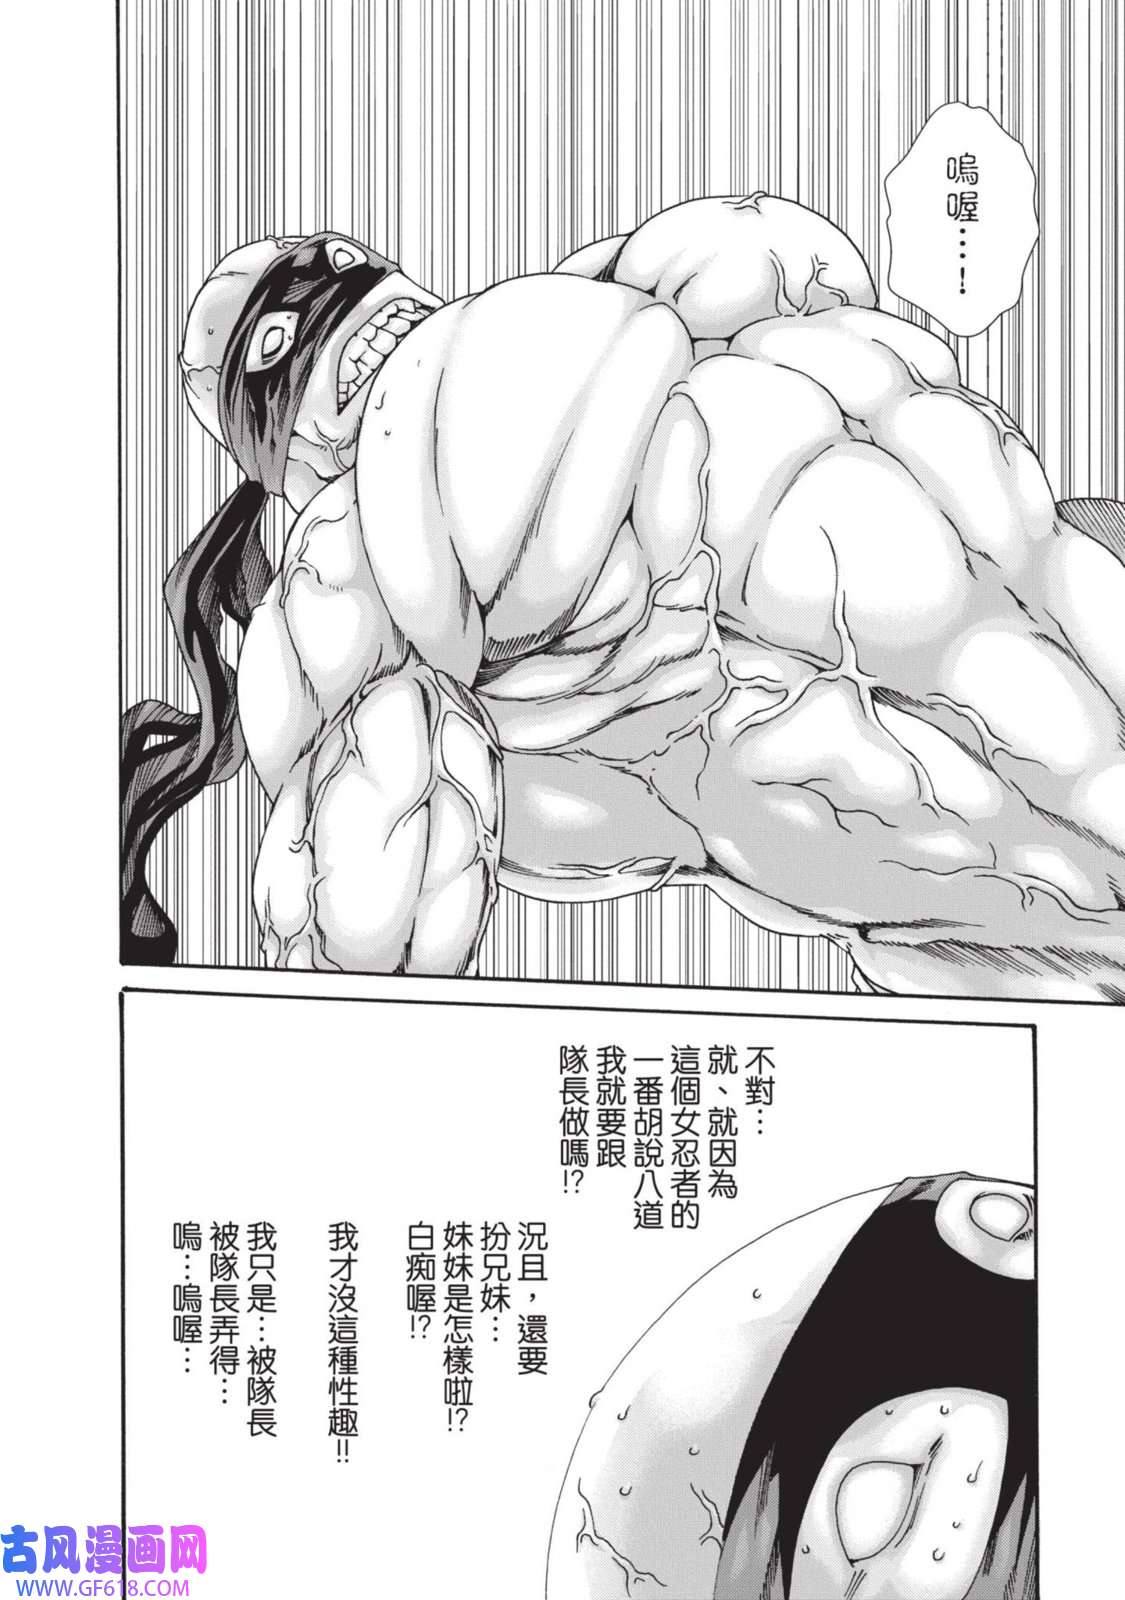 嗚喔…！
不對…
就、就因為
這個女忍者的
一番胡說八道
我就要跟
隊長做嗎!?
況且，還要
扮兄妹…
妹妹是怎樣啦!?
白痴喔!?
我才沒這種性趣!!
我只是…被隊長
被隊長弄得…
嗚…嗚喔…
古风漫画网
WWW.GF618.COM